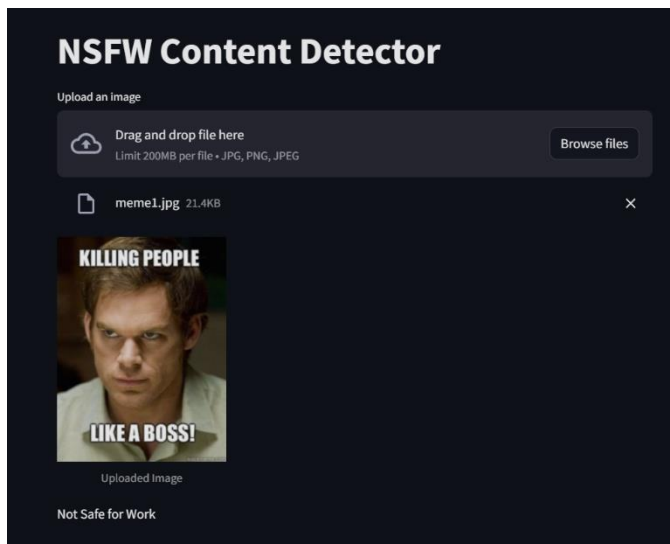 NSFW Content Detector
Upload an image
Drag and drop file here
Limit 200MB per file • JPG, PNG, JPEG
Browse files
meme1.jpg 21.4KB
KILLING PEOPLE
LIKE A BOSS!
Uploaded Image
Not Safe for Work